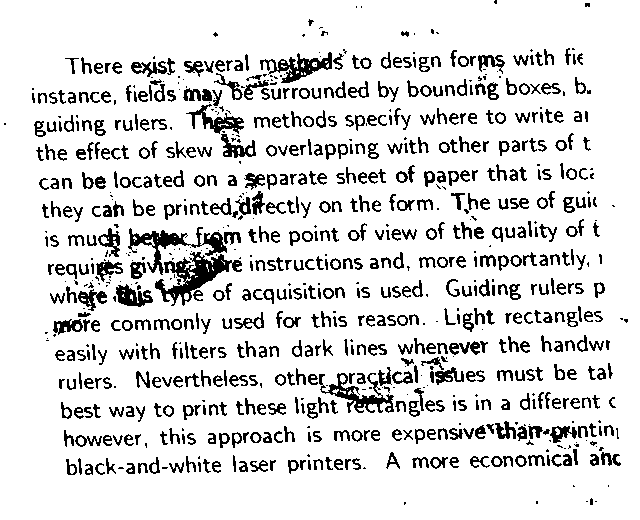 There exist several methods to design forms with fie
instance, fields may be surrounded by bounding boxes, b
guiding rulers. These methods specify where to write a
the effect of skew and overlapping with other parts of t
can be located on a separate sheet of paper that is loca
they can be printed directly on the form. The use of guid
is much better from the point of view of the quality of t
requires giving more instructions and, more importantly,
where this type of acquisition is used. Guiding rulers p
more commonly used for this reason. Light rectangles
easily with filters than dark lines whenever the handwr
rulers. Nevertheless, other practical issues must be tak
best way to print these light rectangles is in a different c
however, this approach is more expensive than printing
black-and-white laser printers. A more economical and